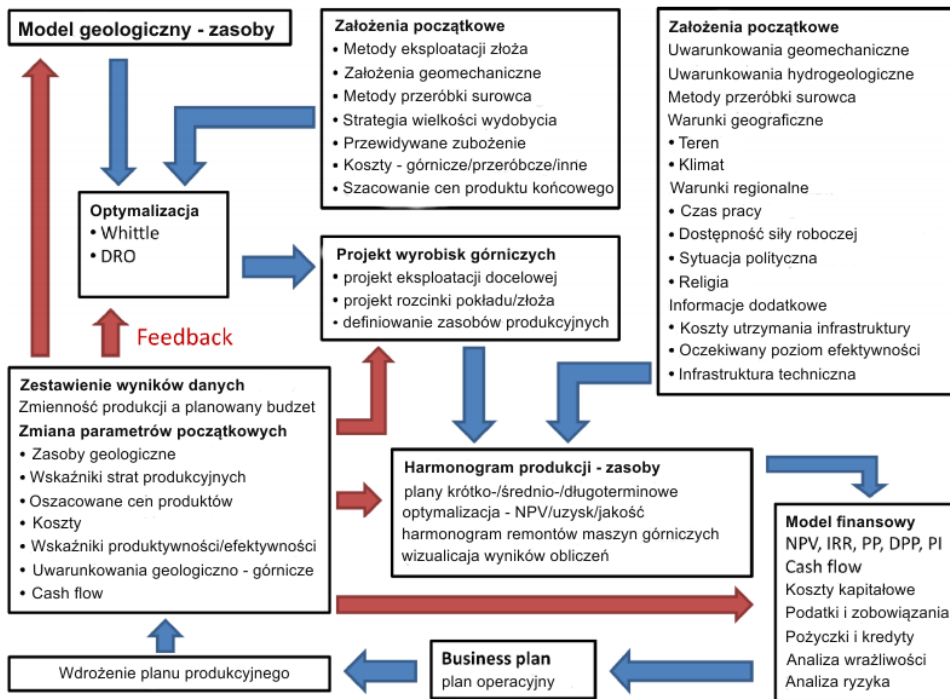 Model geologiczny - zasoby
Założenia początkowe
• Metody eksploatacji złoża
• Założenia geomechaniczne
• Metody przeróbki surowca
• Strategia wielkości wydobycia
• Przewidywane zubożenie
• Koszty - górnicze/przeróbcze/inne
• Szacowanie cen produktu końcowego
Założenia początkowe
Uwarunkowania geomechaniczne
Uwarunkowania hydrogeologiczne
Metody przeróbki surowca
Warunki geograficzne
• Teren
• Klimat
Warunki regionalne
• Czas pracy
• Dostępność siły roboczej
• Sytuacja polityczna
• Religia
Informacje dodatkowe
• Koszty utrzymania infrastruktury
• Oczekiwany poziom efektywności
• Infrastruktura techniczna
Optymalizacja
• Whittle
• DRO
Projekt wyrobisk górniczych
• projekt eksploatacji docelowej
• projekt rozcinki pokładu/złoża
• definiowanie zasobów produkcyjnych
Feedback
Zestawienie wyników danych
Zmienność produkcji a planowany budżet
Zmiana parametrów początkowych
• Zasoby geologiczne
• Wskaźniki strat produkcyjnych
• Oszacowane cen produktów
• Koszty
• Wskaźniki produktywności/efektywności
• Uwarunkowania geologiczno - górnicze
• Cash flow
Harmonogram produkcji - zasoby
plany krótko-/średnio-/długoterminowe
optymalizacja - NPV/uzysk/jakość
harmonogram remontów maszyn górniczych
wizualicaja wyników obliczeń
Model finansowy
NPV, IRR, PP, DPP, PI
Cash flow
Koszty kapitałowe
Podatki i zobowiązania
Pożyczki i kredyty
Analiza wrażliwości
Analiza ryzyka
Business plan
plan operacyjny
Wdrożenie planu produkcyjnego